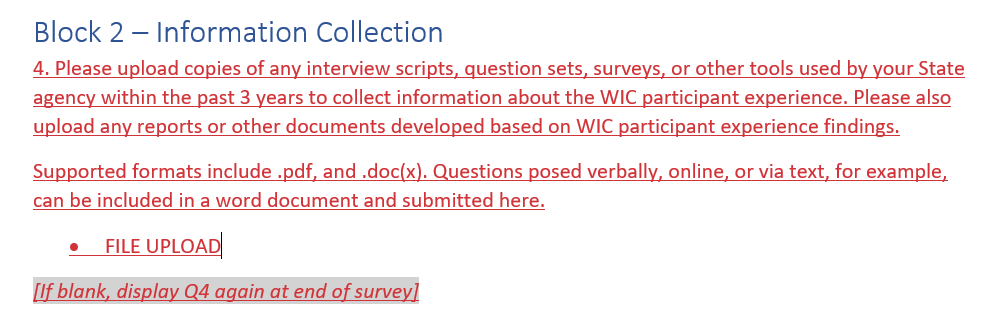 Block 2 – Information Collection
4. Please upload copies of any interview scripts, question sets, surveys, or other tools used by your State
agency within the past 3 years to collect information about the WIC participant experience. Please also
upload any reports or other documents developed based on WIC participant experience findings.
Supported formats include .pdf, and .doc(x). Questions posed verbally, online, or via text, for example,
can be included in a word document and submitted here.
• FILE UPLOAD
[If blank, display Q4 again at end of survey]